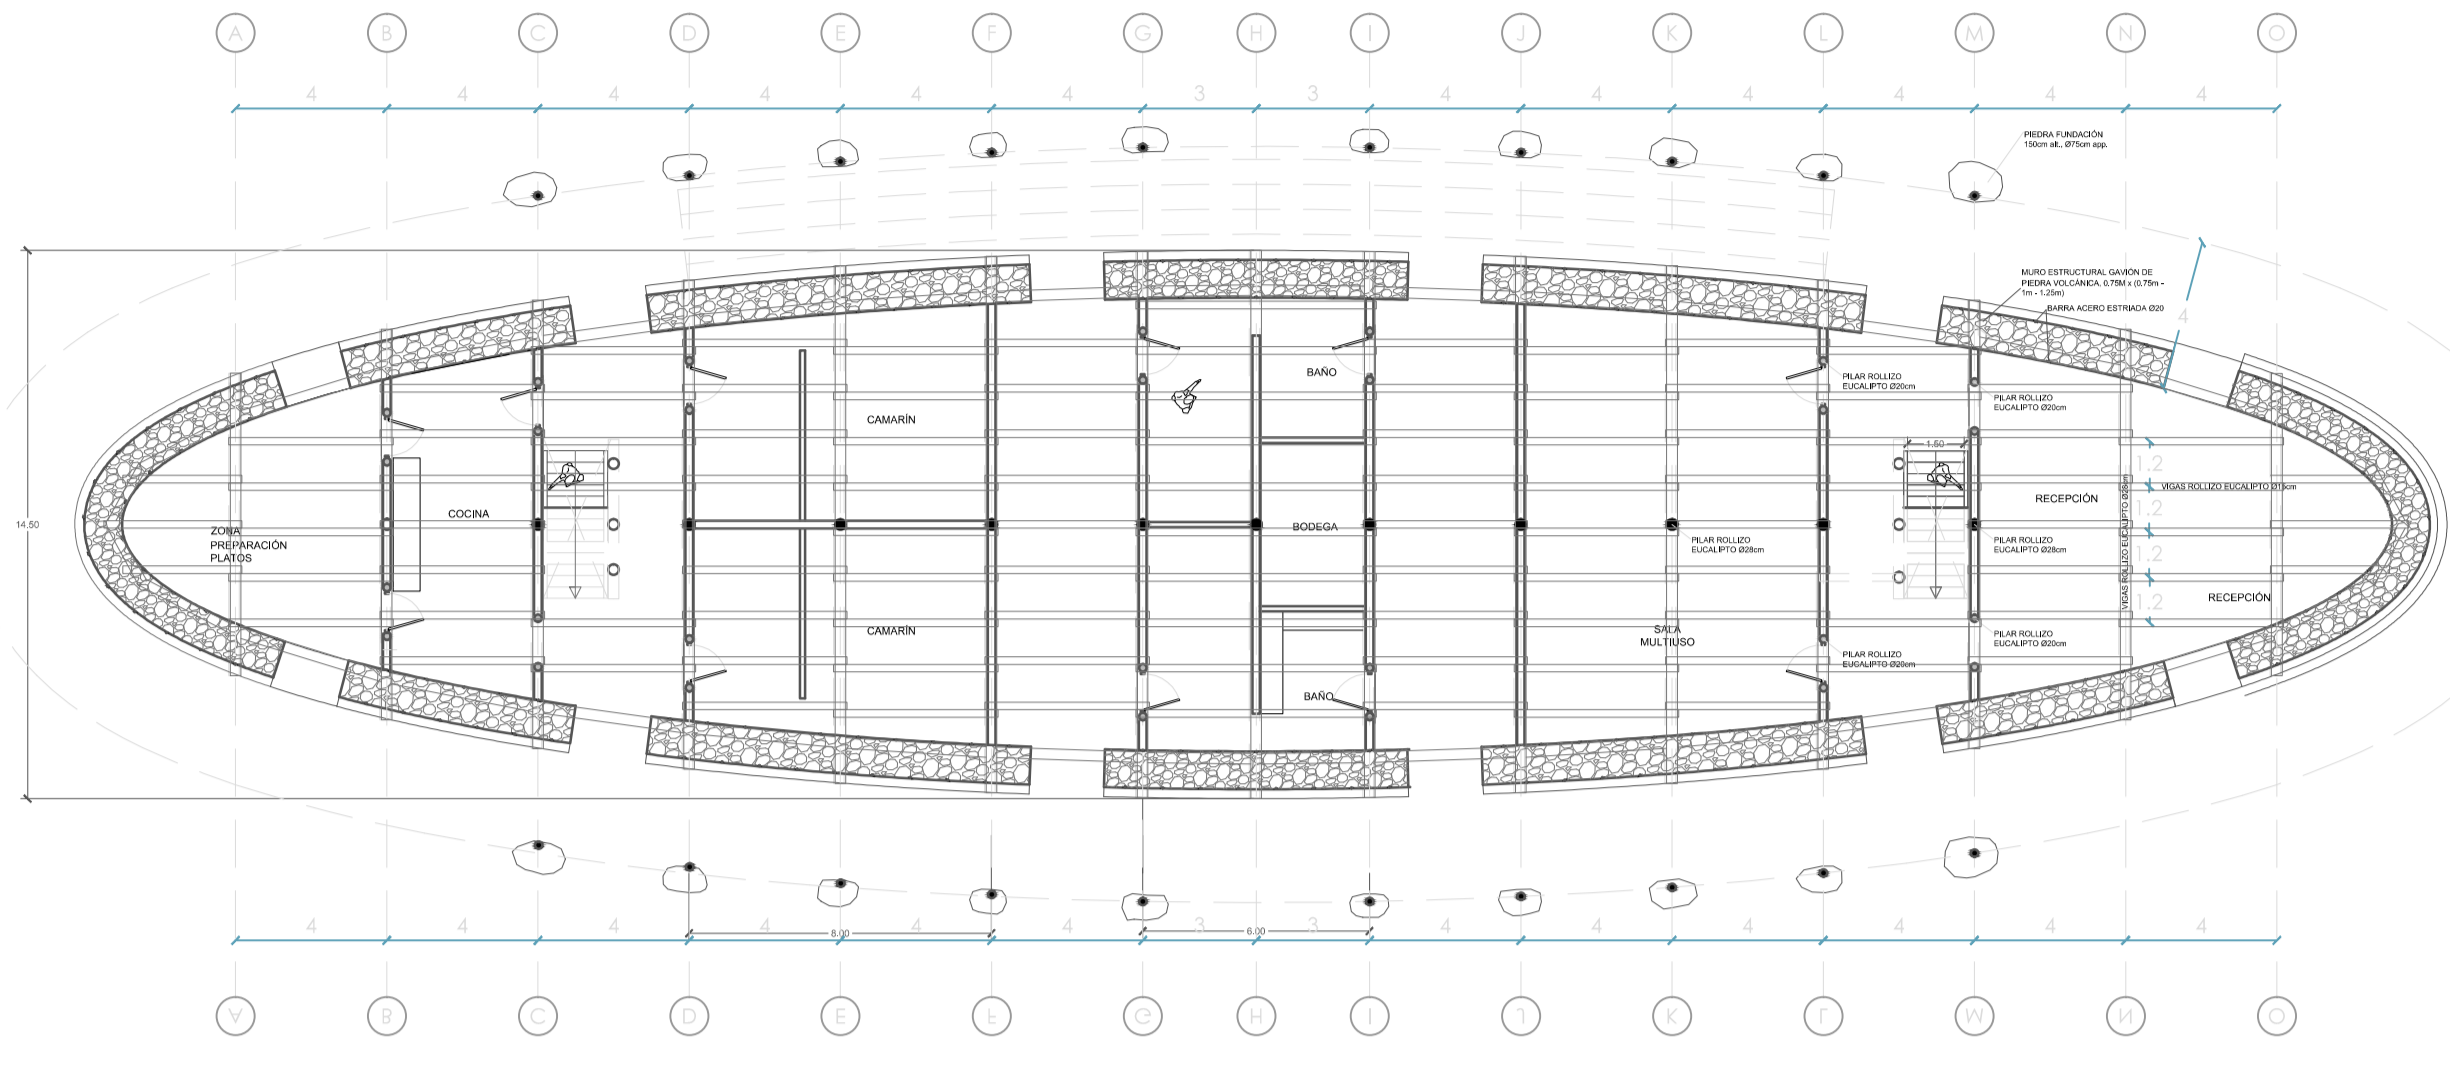 A B C D E F G H I J K L M N O
4 4 4 4 4 4 3 3 4 4 4 4 4 4
PIEDRA FUNDACIÓN
150cm alt., Ø75cm app.
MURO ESTRUCTURAL GAVIÓN DE
PIEDRA VOLCÁNICA, 0.75M x (0,75m -
1m - 1.25m)
BARRA ACERO ESTRIADA Ø20
4
BAÑO
PILAR ROLLIZO
EUCALIPTO Ø20cm
PILAR ROLLIZO
EUCALIPTO Ø20cm
CAMARÍN
1.50
1.2
VIGAS ROLLIZO EUCALIPTO Ø15cm
RECEPCIÓN
1.2
COCINA
14.50
BODEGA
ZONA
PREPARACIÓN
PLATOS
PILAR ROLLIZO
EUCALIPTO Ø28cm
PILAR ROLLIZO
EUCALIPTO Ø28cm
VIGAS ROLLIZO EUCALIPTO Ø28cm
1.2
1.2
RECEPCIÓN
CAMARÍN
SALA
MULTIUSO
PILAR ROLLIZO
EUCALIPTO Ø20cm
PILAR ROLLIZO
EUCALIPTO Ø20cm
BAÑO
4 4 4 4 4 4 3 3 4 4 4 4 4 4
8.00
6.00
A B C D E F G H I J K L M N O